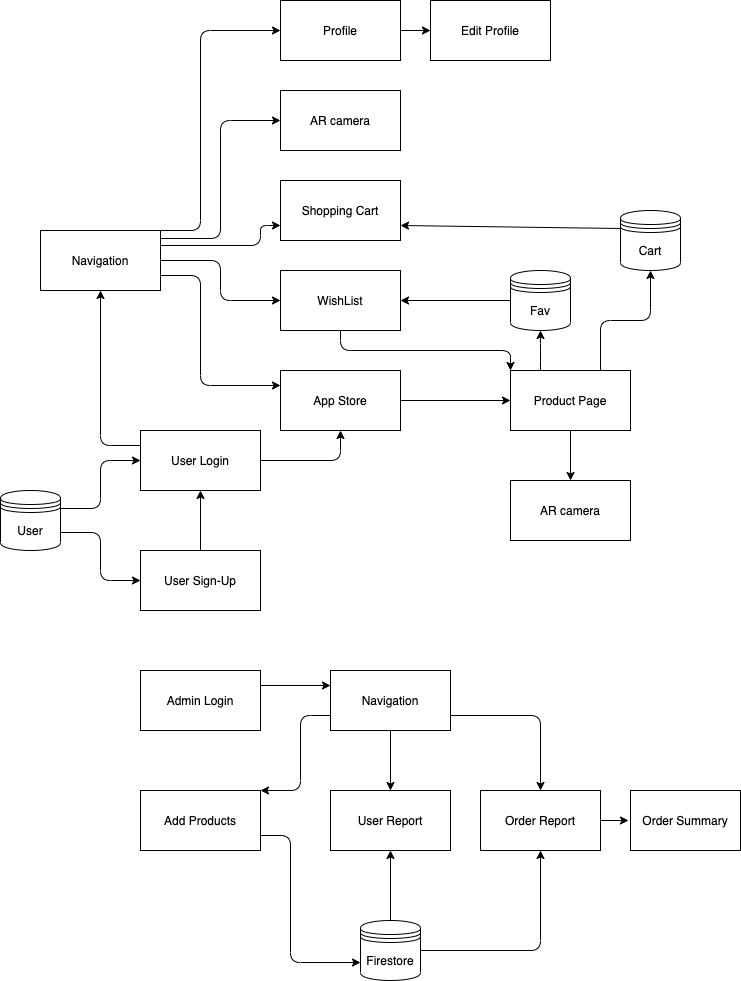 Profile
Edit Profile
AR camera
Shopping Cart
Navigation
Cart
WishList
Fav
App Store
Product Page
User Login
AR camera
User
User Sign-Up
Admin Login
Navigation
Add Products
User Report
Order Report
Order Summary
Firestore